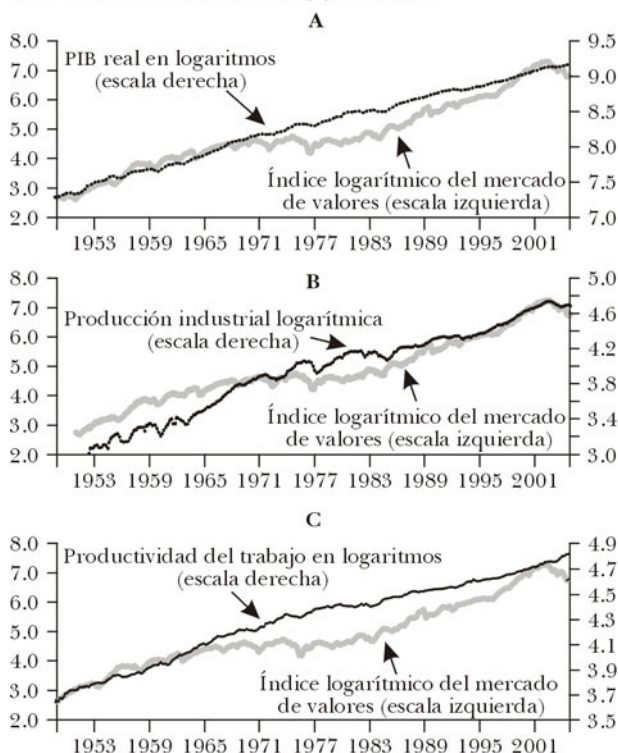 A
8.0 9.5
PIB real en logaritmos
7.0 (escala derecha) 9.0
6.0 8.5
5.0
4.0 8.0
3.0 Índice logarítmico del mercado 7.5
2.0 de valores (escala izquierda) 7.0
1953 1959 1965 1971 1977 1983 1989 1995 2001
B
8.0 5.0
7.0 Producción industrial logarítmica 4.6
6.0 (escala derecha) 4.2
5.0
4.0 3.8
3.0 Índice logarítmico del mercado 3.4
2.0 de valores (escala izquierda) 3.0
1953 1959 1965 1971 1977 1983 1989 1995 2001
C
8.0 4.9
Productividad del trabajo en logaritmos
7.0 (escala derecha) 4.7
6.0 4.5
5.0 4.3
4.0 4.1
3.9
3.0 Índice logarítmico del mercado 3.7
2.0 de valores (escala izquierda) 3.5
1953 1959 1965 1971 1977 1983 1989 1995 2001